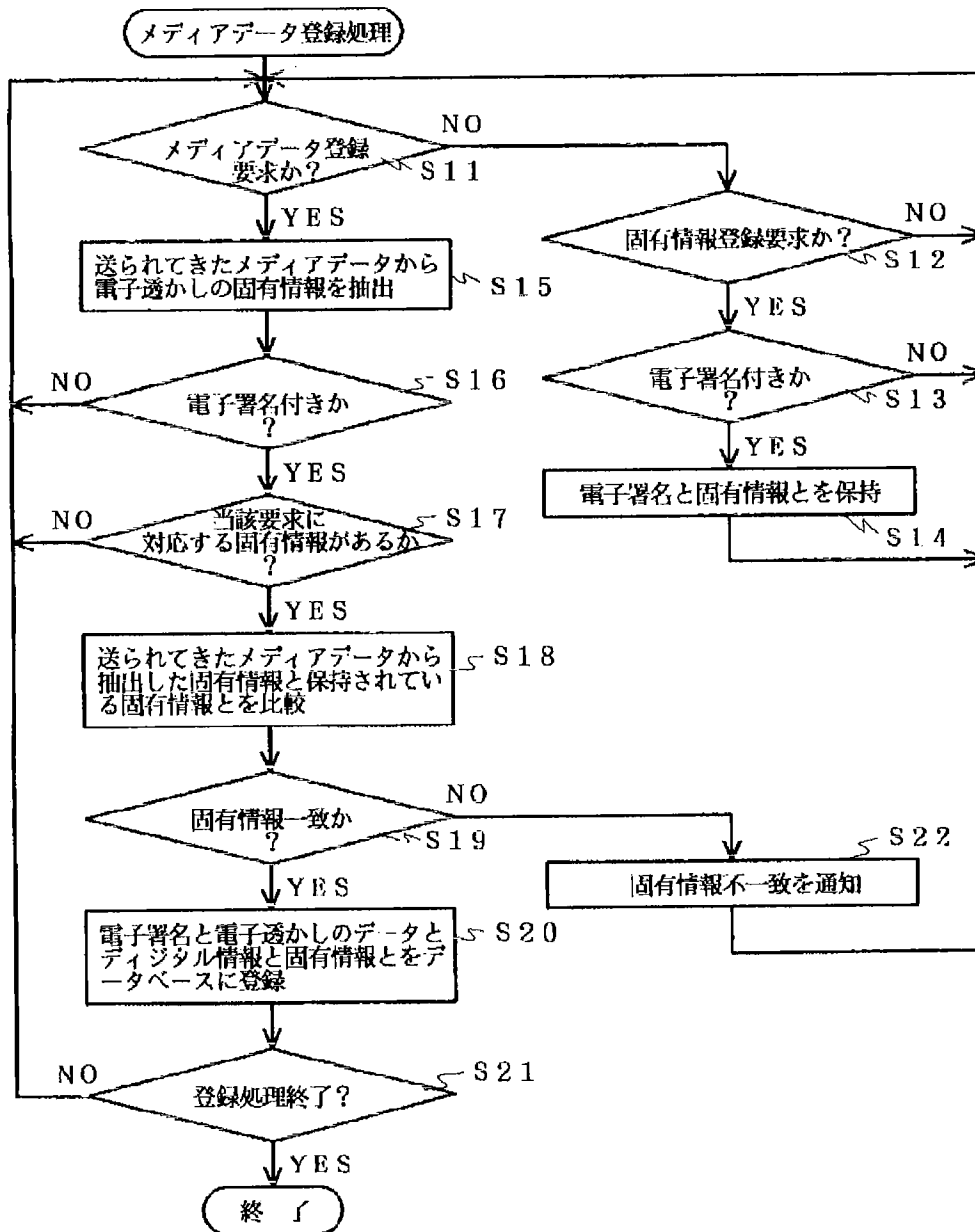 メディアデータ登録処理
メディアデータ登録
要求か?
S11
NO
YES
固有情報登録要求か?
S12
NO
YES
送られてきたメディアデータから
電子透かしの固有情報を抽出
S15
電子署名付きか
?
S13
NO
YES
電子署名付きか
?
S16
NO
YES
電子署名と固有情報とを保持
S14
当該要求に
対応する固有情報があるか
?
S17
NO
YES
送られてきたメディアデータから
抽出した固有情報と保持されてい
る固有情報とを比較
S18
固有情報一致か
?
S19
NO
YES
固有情報不一致を通知
S22
電子署名と電子透かしのデータと
ディジタル情報と固有情報とをデ
ータベースに登録
S20
登録処理終了?
S21
NO
YES
終 了